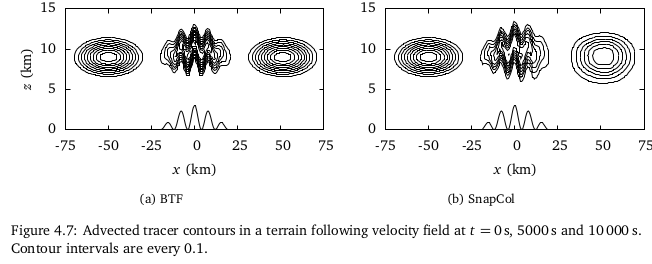 15
10
5
0
z (km)
-75 -50 -25 0 25 50 75
x (km)
(a) BTF
15
10
5
0
-75 -50 -25 0 25 50 75
x (km)
(b) SnapCol
Figure 4.7: Advected tracer contours in a terrain following velocity field at t = 0 s, 5000 s and 10 000 s.
Contour intervals are every 0.1.